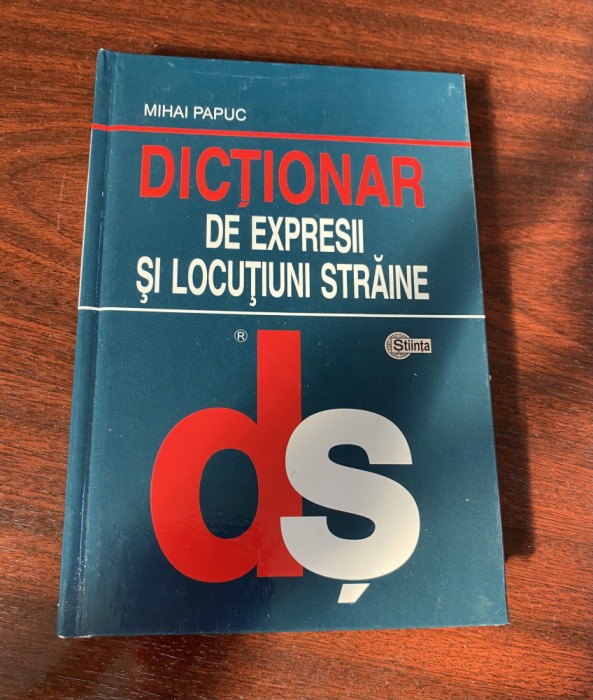 MIHAI PAPUC
DICȚIONAR
DE EXPRESII
ȘI LOCUȚIUNI STRĂINE
®
Știința
dș